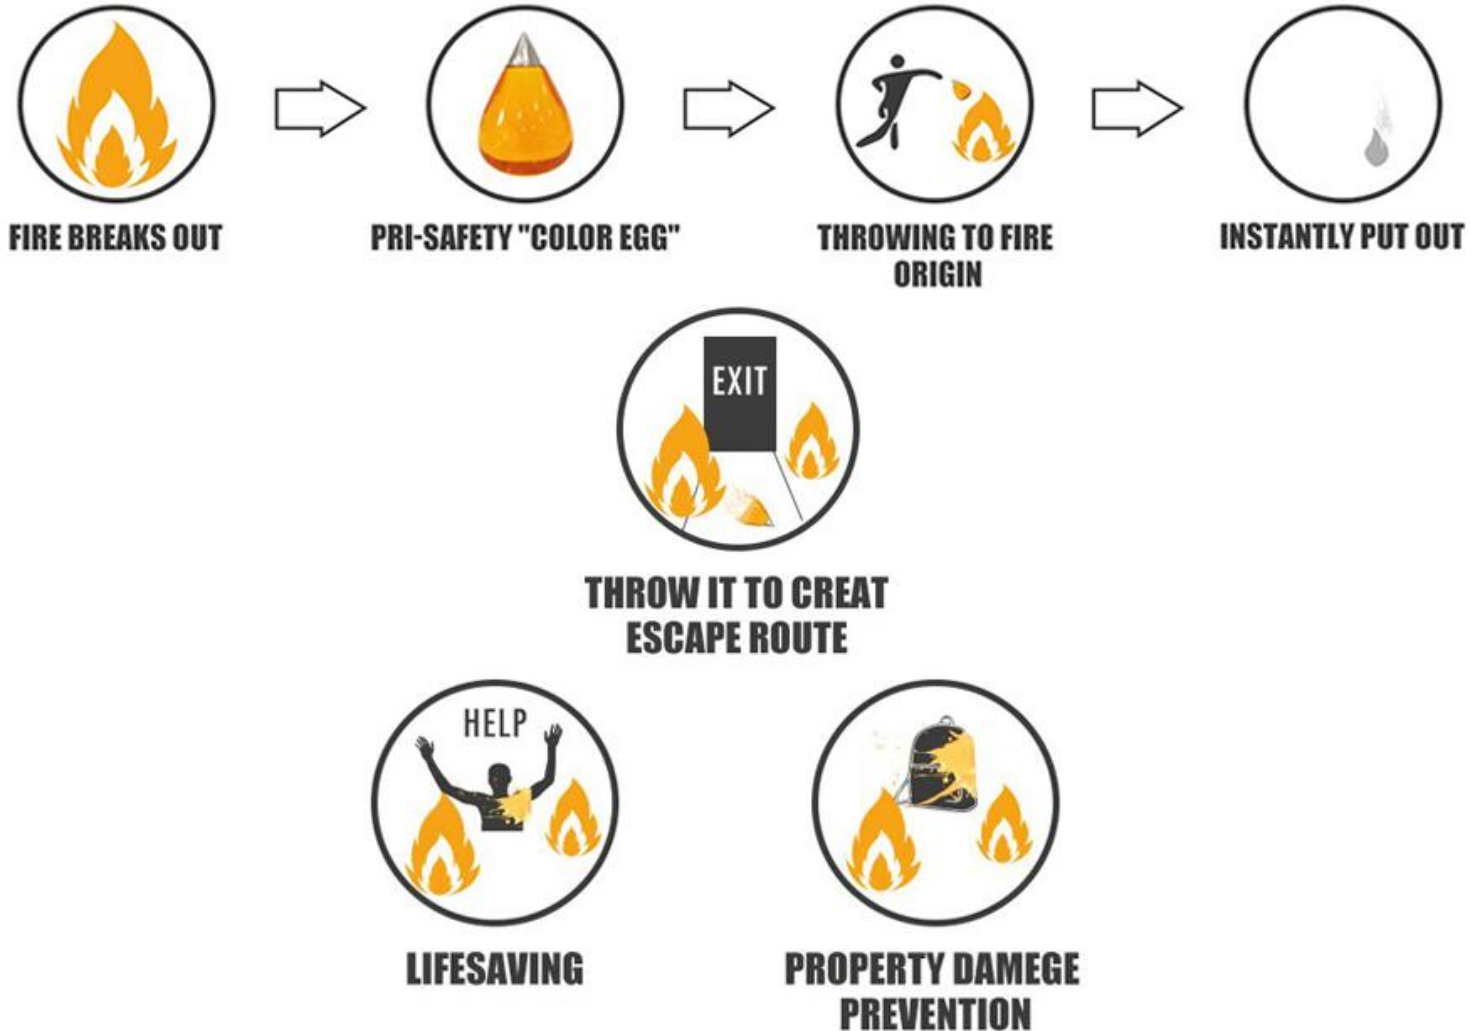 FIRE BREAKS OUT
PRI-SAFETY "COLOR EGG"
THROWING TO FIRE
ORIGIN
INSTANTLY PUT OUT
EXIT
THROW IT TO CREAT
ESCAPE ROUTE
HELP
LIFESAVING
PROPERTY DAMEGE
PREVENTION